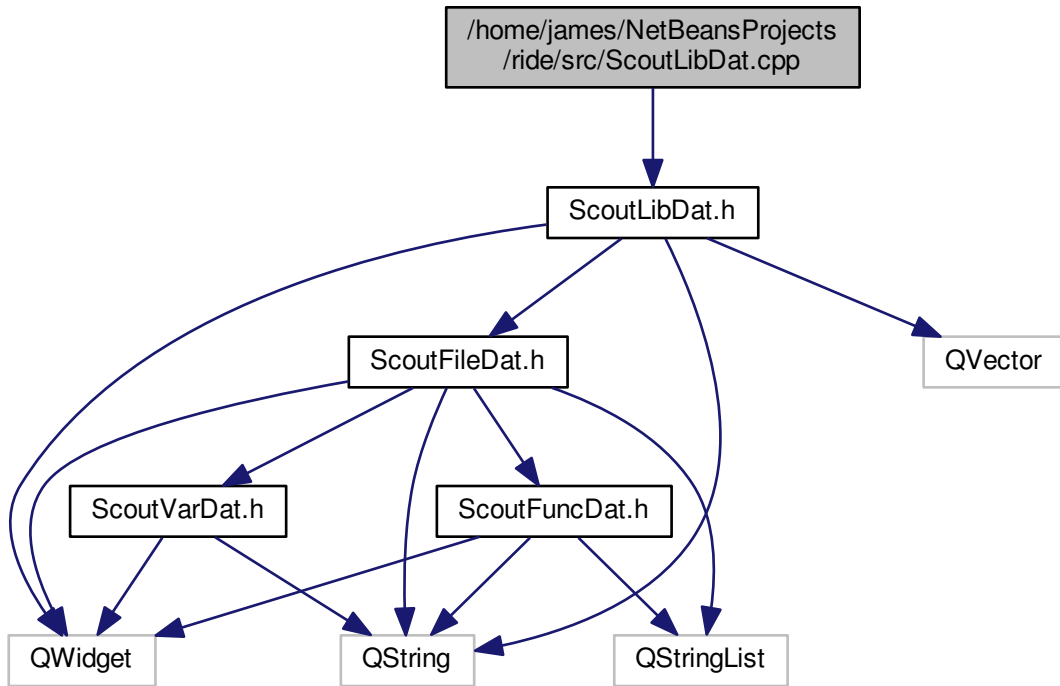 /home/james/NetBeansProjects
/ride/src/ScoutLibDat.cpp
ScoutLibDat.h
ScoutFileDat.h
QVector
ScoutVarDat.h
ScoutFuncDat.h
QWidget
QString
QStringList